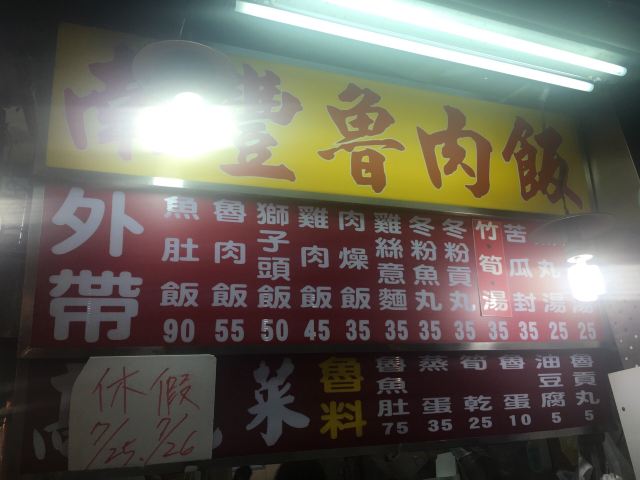 南豐魯肉飯
外帶
魚肚飯 90
魯肉飯 55
獅子頭飯 50
雞肉飯 45
肉燥飯 35
雞絲意麵 35
冬粉魚丸 35
冬粉貢丸 35
竹筍湯 35
苦瓜封 35
丸湯 25
湯 25
休假
7/25.7/26
菜
魯料
魯魚肚 75
蒸蛋 35
筍乾 25
魯蛋 10
油豆腐 5
魯貢丸 5